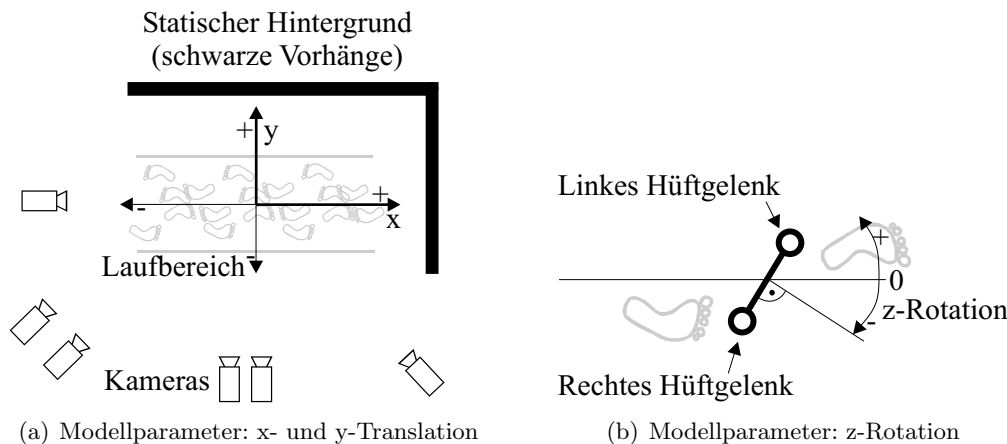 Statischer Hintergrund
(schwarze Vorhänge)
+ y
- + 
x
Laufbereich -
Kameras
(a) Modellparameter: x- und y-Translation
Linkes Hüftgelenk
+
0
- z-Rotation
Rechtes Hüftgelenk
(b) Modellparameter: z-Rotation